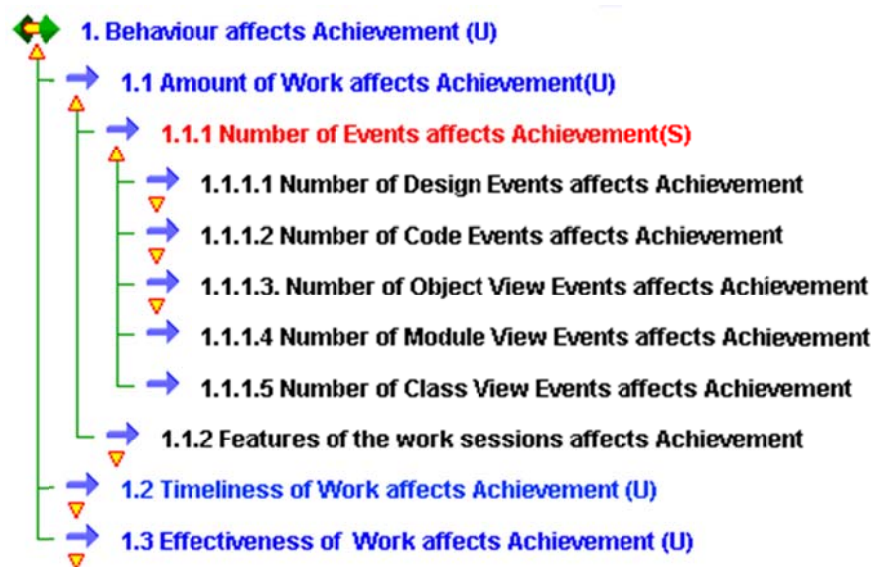 1. Behaviour affects Achievement (U)
1.1 Amount of Work affects Achievement(U)
1.1.1 Number of Events affects Achievement(S)
1.1.1.1 Number of Design Events affects Achievement
1.1.1.2 Number of Code Events affects Achievement
1.1.1.3. Number of Object View Events affects Achievement
1.1.1.4 Number of Module View Events affects Achievement
1.1.1.5 Number of Class View Events affects Achievement
1.1.2 Features of the work sessions affects Achievement
1.2 Timeliness of Work affects Achievement (U)
1.3 Effectiveness of Work affects Achievement (U)